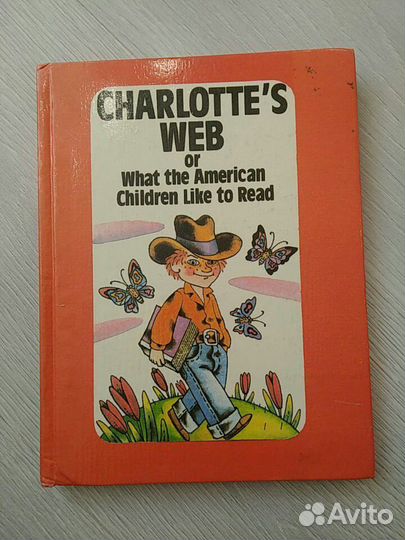 CHARLOTTE'S
WEB
or
What the American
Children Like to Read
Avito